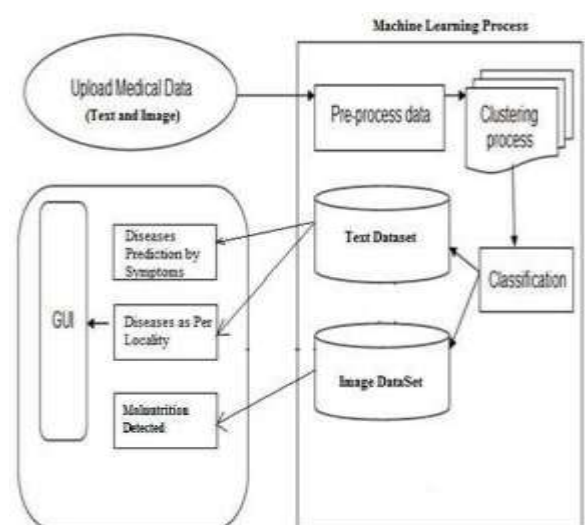 Machine Learning Process
Upload Medical Data
(Text and Image)
Pre-process data
Clustering
process
Diseases
Prediction by
Symptoms
Text Dataset
Classification
GUI
Diseases as Per
Locality
Image DataSet
Malnutrition
Detected